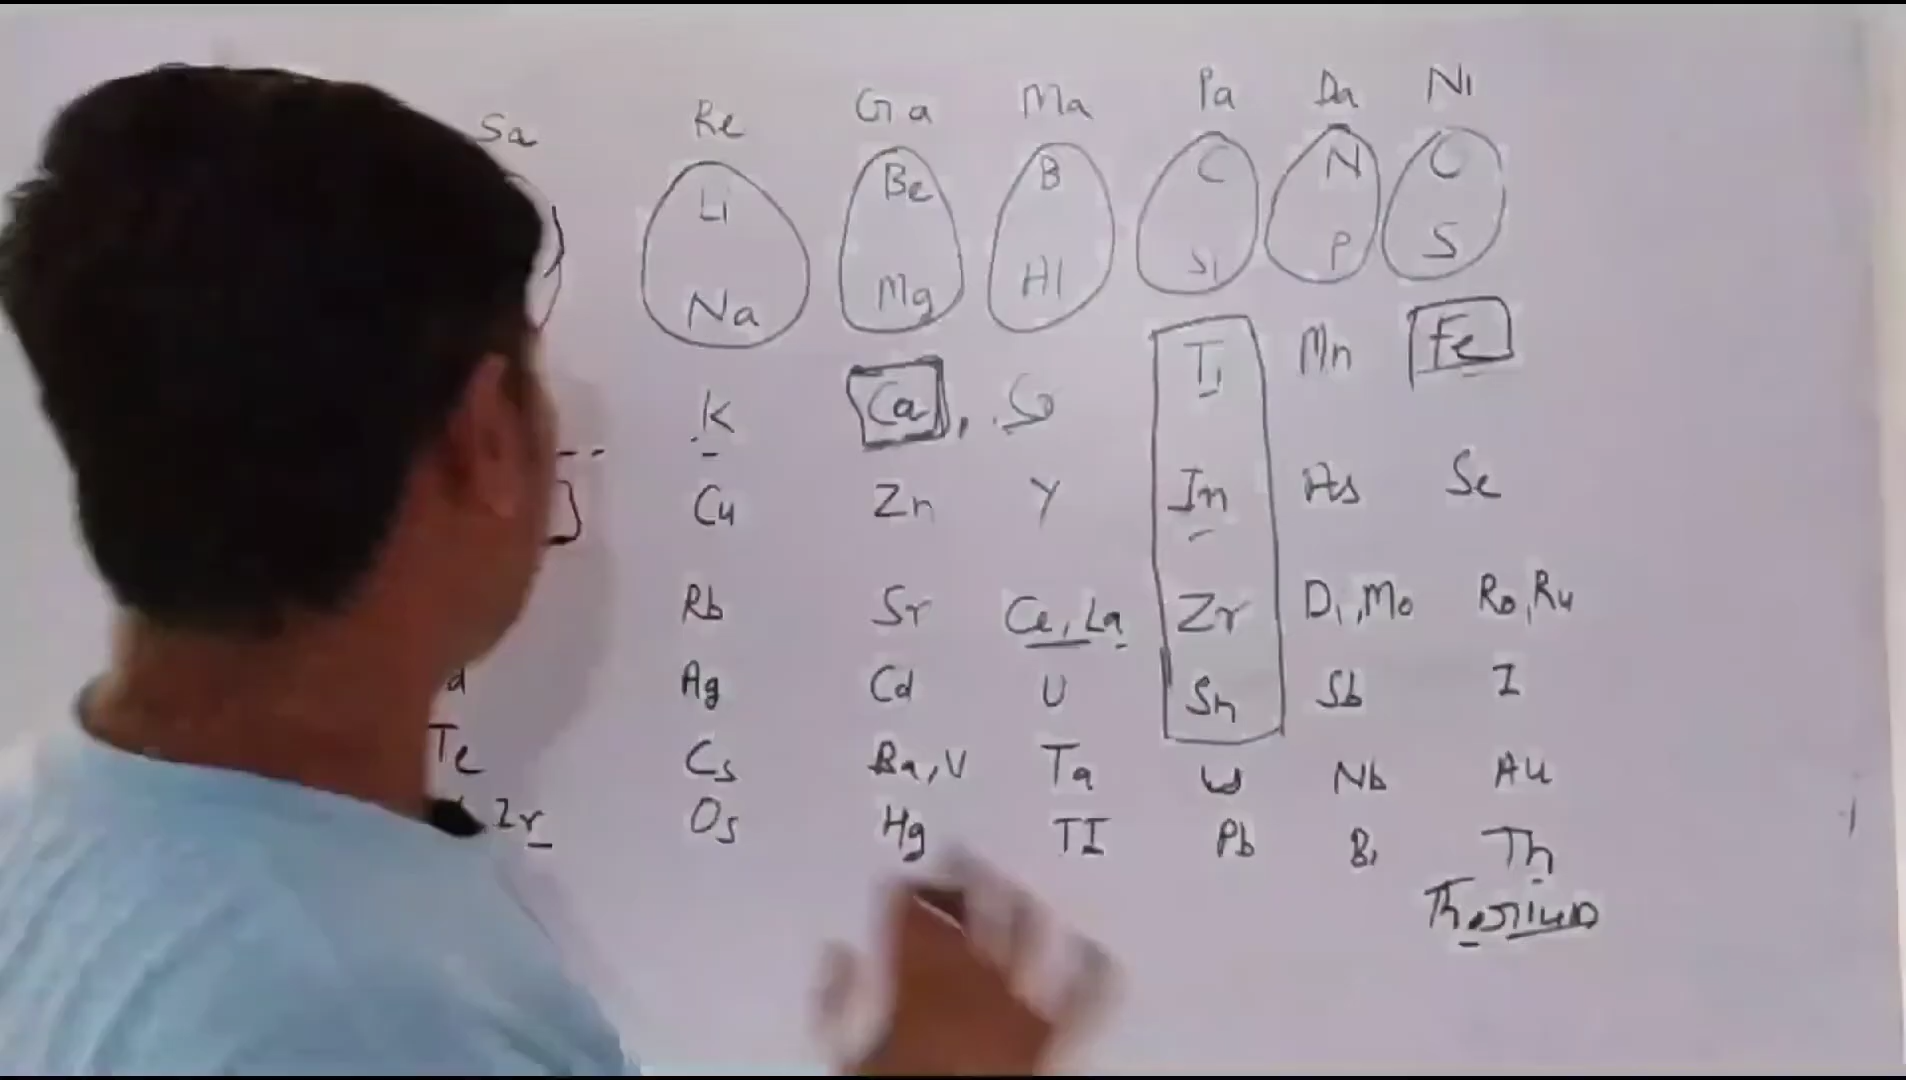 Sa Re Ga Ma Pa Da Ni
Li Be B C N O
Na Mg Al Si P S
K Ca, Co Ti Mn Fe
Cu Zn Y In As Se
Rb Sr Ce, La Zr Di, Mo Ro, Ru
d Ag Cd U Sn Sb I
Te Cs Ba, V Ta W Nb Au
Zr Os Hg Tl Pb Bi Th
Thorium